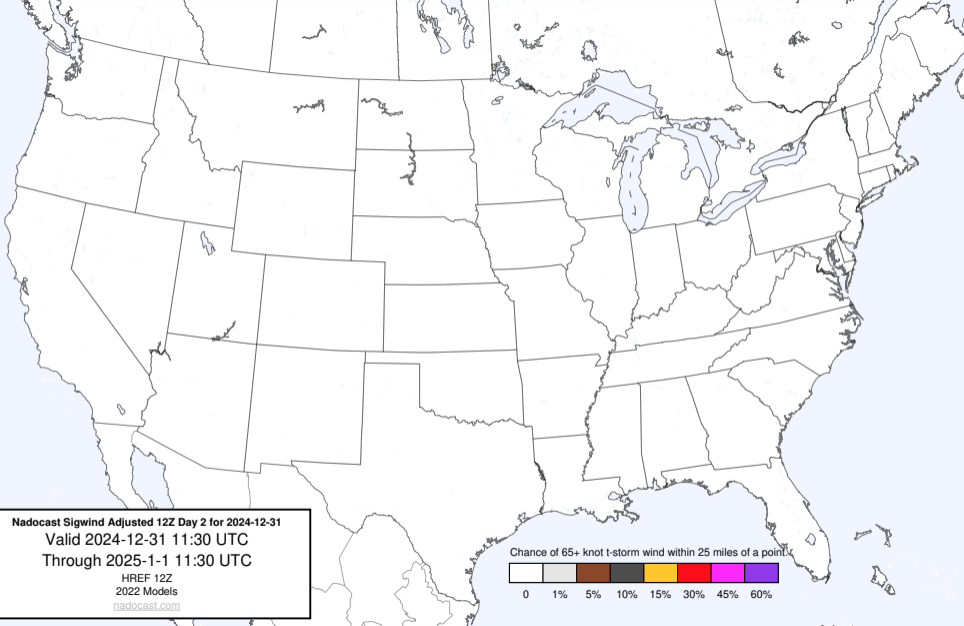 Nadocast Sigwind Adjusted 12Z Day 2 for 2024-12-31
Valid 2024-12-31 11:30 UTC
Through 2025-1-1 11:30 UTC
HREF 12Z
2022 Models
nadocast.com
Chance of 65+ knot t-storm wind within 25 miles of a point.
0 1% 5% 10% 15% 30% 45% 60%